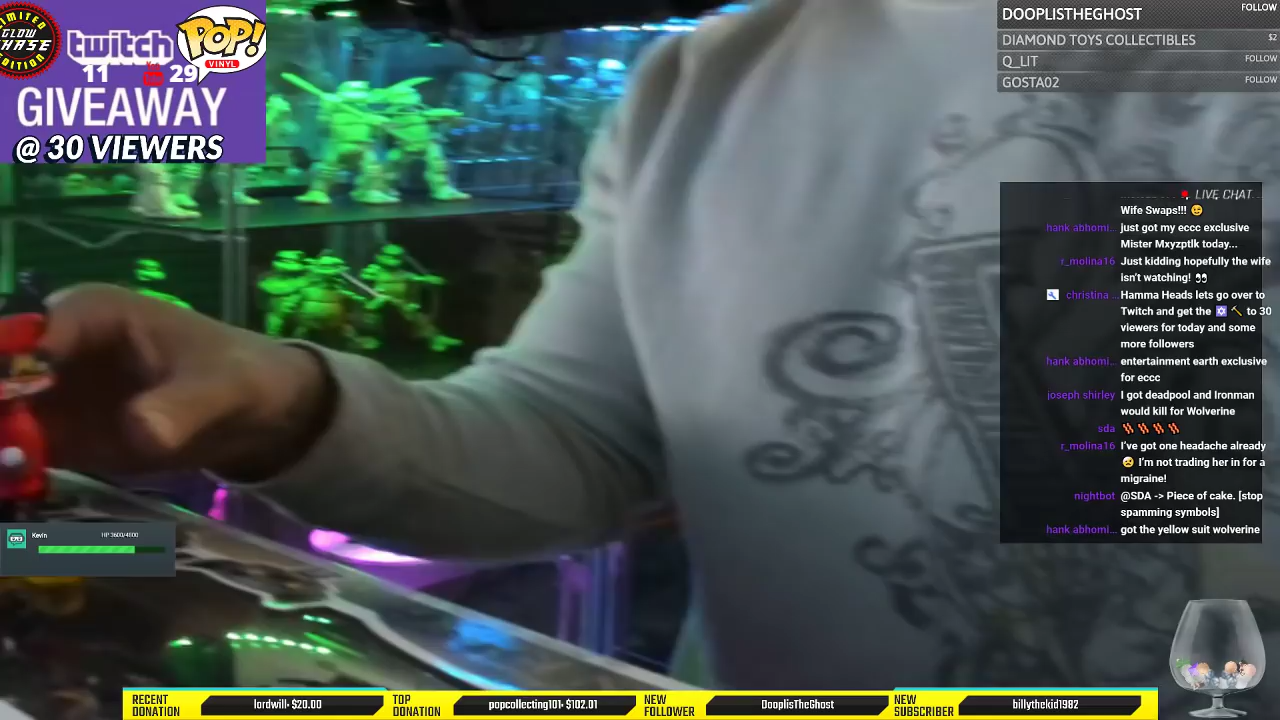 LIMITED
GLOW
CHASE
EDITION
twitch
POP!
VINYL
11
29
GIVEAWAY
@ 30 VIEWERS
DOOPLISTHEGHOST FOLLOW
DIAMOND TOYS COLLECTIBLES $2
Q_LIT FOLLOW
GOSTA02 FOLLOW
LIVE CHAT
Wife Swaps!!! 😉
hank abhomi... just got my eccc exclusive
Mister Mxyzptlk today...
r_molina16 Just kidding hopefully the wife
isn't watching! 👀
christina ... Hamma Heads lets go over to
Twitch and get the 🔯 🔨 to 30
viewers for today and some
more followers
hank abhomi... entertainment earth exclusive
for eccc
joseph shirley I got deadpool and Ironman
would kill for Wolverine
sda 🥓 🥓 🥓 🥓
r_molina16 I've got one headache already
😢 I'm not trading her in for a
migraine!
nightbot @SDA -> Piece of cake. [stop
spamming symbols]
hank abhomi... got the yellow suit wolverine
Kevin HP 3600/4800
RECENT
DONATION
lordwill• $20.00
TOP
DONATION
popcollecting101• $102.01
NEW
FOLLOWER
DooplisTheGhost
NEW
SUBSCRIBER
billythekid1982